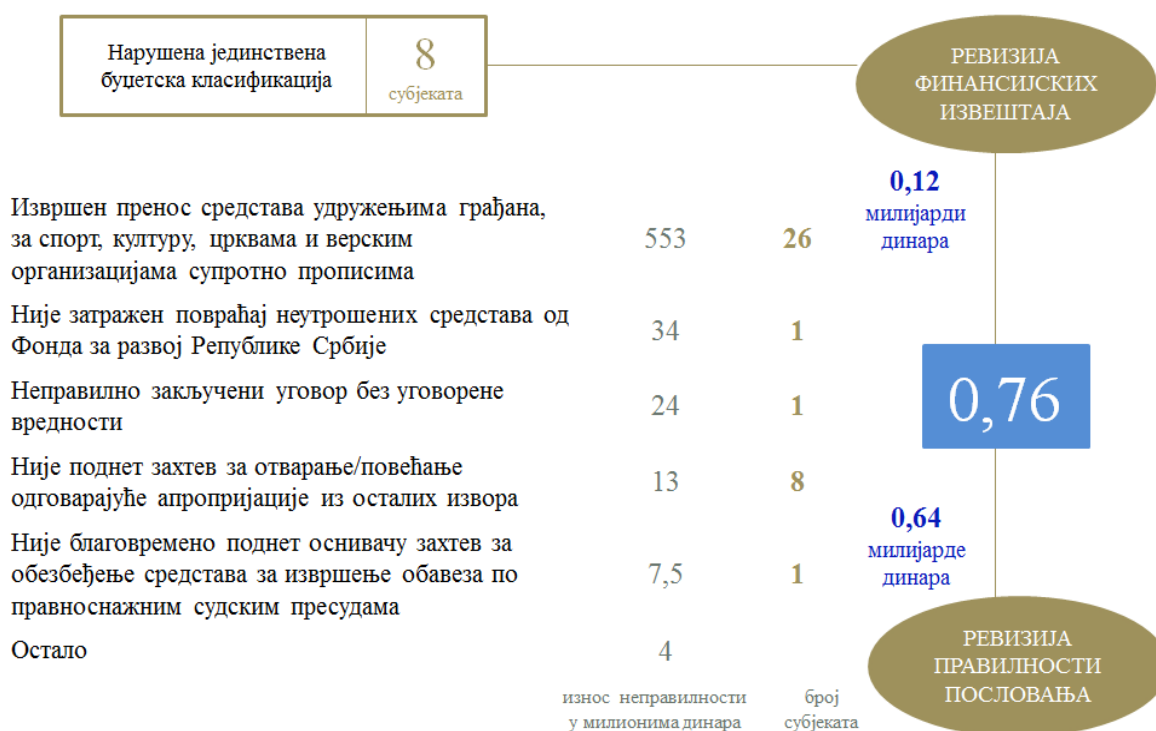 Нарушена јединствена
буџетска класификација
8
субјеката
РЕВИЗИЈА
ФИНАНСИЈСКИХ
ИЗВЕШТАЈА
0,12
милијарди
динара
Извршен пренос средстава удружењима грађана,
за спорт, културу, црквама и верским
организацијама супротно прописима
553
26
Није затражен повраћај неутрошених средстава од
Фонда за развој Републике Србије
34
1
Неправилно закључени уговор без уговорене
вредности
24
1
0,76
Није поднет захтев за отварање/повећање
одговарајуће апропријације из осталих извора
13
8
0,64
милијарде
динара
Није благовремено поднет оснивачу захтев за
обезбеђење средстава за извршење обавеза по
правноснажним судским пресудама
7,5
1
Остало
4
износ неправилности
у милионима динара
број
субјеката
РЕВИЗИЈА
ПРАВИЛНОСТИ
ПОСЛОВАЊА